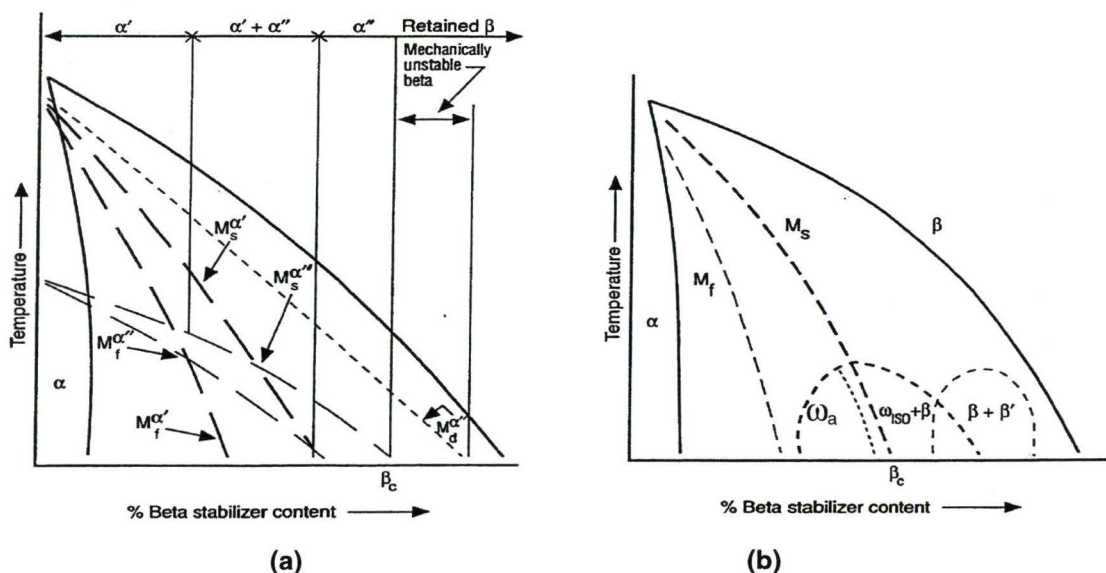 α′ α′ + α″ α″ Retained β
Mechanically
unstable
beta
Temperature
M_s^α′
M_s^α″
M_f^α″
α
M_f^α′
M_d^α″
β_c
% Beta stabilizer content
(a)
Temperature
M_s
β
M_f
α
ω_a
ω_ISO+β
β + β′
β_c
% Beta stabilizer content
(b)